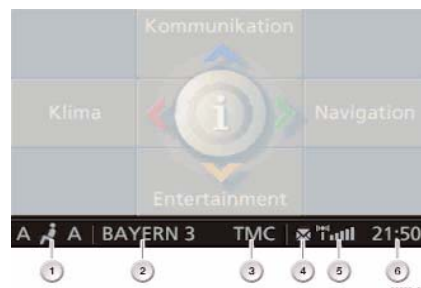 Kommunikation
Klima
i
Navigation
Entertainment
A A BAYERN 3 TMC 21:50
1 2 3 4 5 6